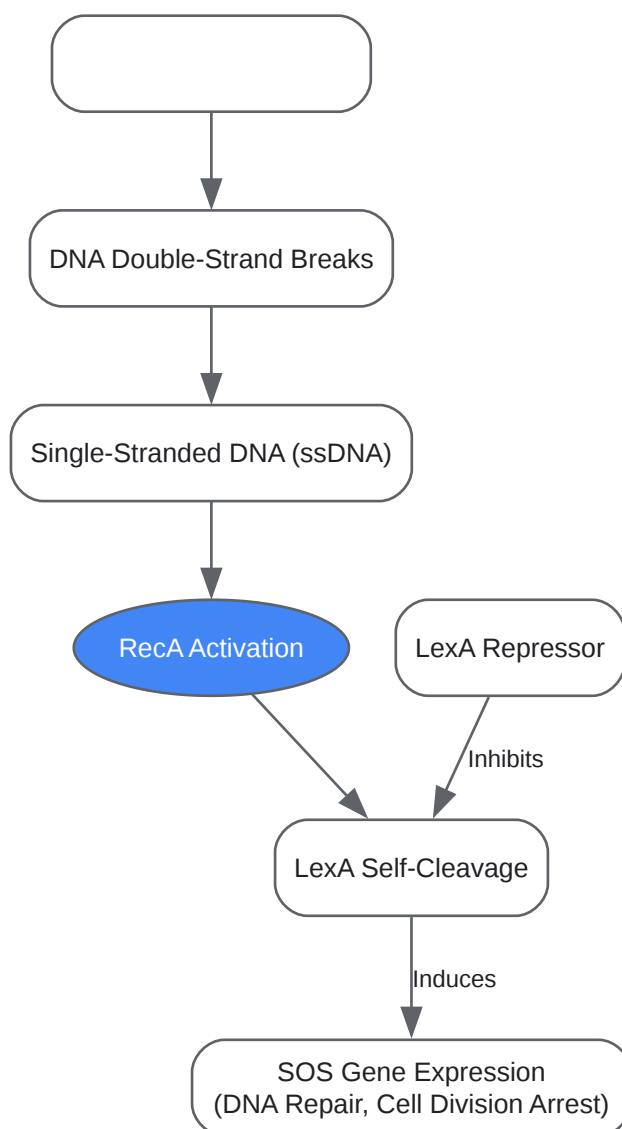 DNA Double-Strand Breaks
Single-Stranded DNA (ssDNA)
RecA Activation
LexA Repressor
Inhibits
LexA Self-Cleavage
Induces
SOS Gene Expression
(DNA Repair, Cell Division Arrest)